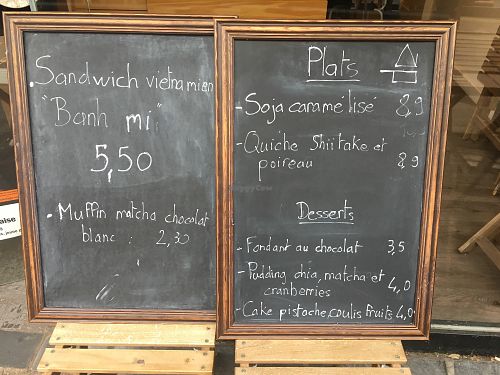 . Sandwich vietnamien
"Banh mi"
5,50
. Muffin matcha chocolat
blanc : 2,30
Plats
- Soja caramélisé 8,9
- Quiche Shiitake et
poireau 8,9
Desserts
- Fondant au chocolat 3,5
- Pudding chia, matcha et
cranberries 4,0
- Cake pistache, coulis fruits 4,0